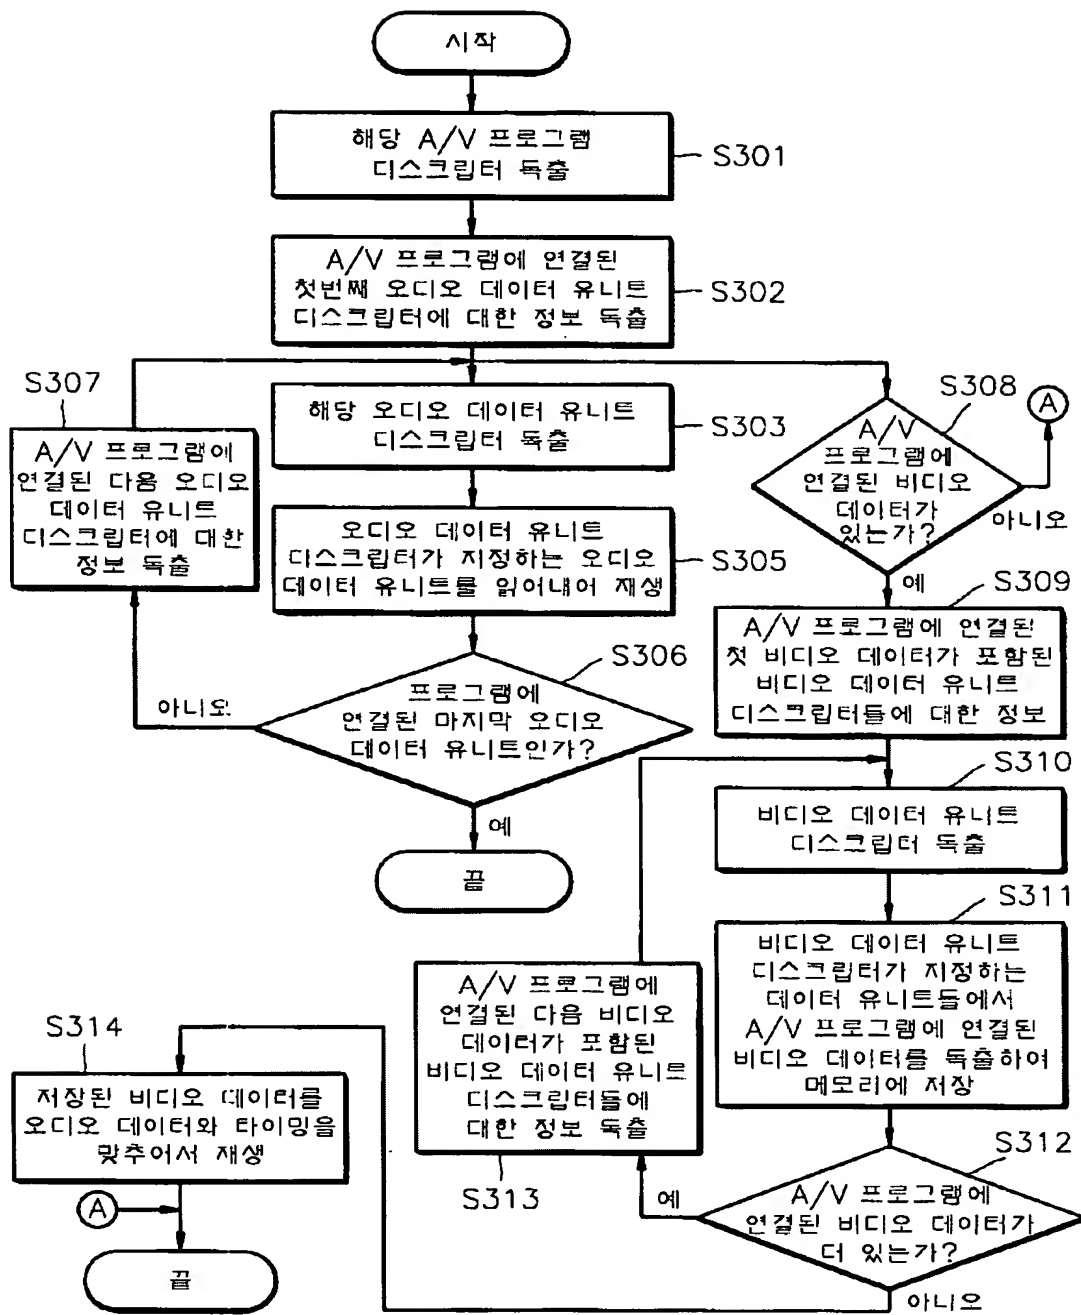 시작
해당 A/V 프로그램
디스크립터 독출
S301
A/V 프로그램에 연결된
첫번째 오디오 데이터 유니트
디스크립터에 대한 정보 독출
S302
S307
A/V 프로그램에
연결된 다음 오디오
데이터 유니트
디스크립터에 대한
정보 독출
해당 오디오 데이터 유니트
디스크립터 독출
S303
S308
A
A/V
프로그램에
연결된 비디오
데이터가
있는가?
아니오
예
오디오 데이터 유니트
디스크립터가 지정하는 오디오
데이터 유니트를 읽어내어 재생
S305
S306
프로그램에
연결된 마지막 오디오
데이터 유니트인가?
아니오
예
끝
S309
A/V 프로그램에 연결된
첫 비디오 데이터가 포함된
비디오 데이터 유니트
디스크립터들에 대한 정보
S310
비디오 데이터 유니트
디스크립터 독출
S311
비디오 데이터 유니트
디스크립터가 지정하는
데이터 유니트들에서
A/V 프로그램에 연결된
비디오 데이터를 독출하여
메모리에 저장
A/V 프로그램에
연결된 다음 비디오
데이터가 포함된
비디오 데이터 유니트
디스크립터들에
대한 정보 독출
S313
S312
A/V 프로그램에
연결된 비디오 데이터가
더 있는가?
예
아니오
S314
저장된 비디오 데이터를
오디오 데이터와 타이밍을
맞추어서 재생
A
끝